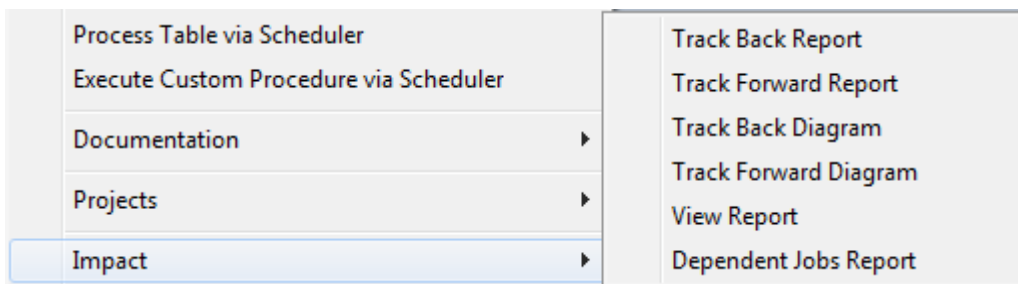 Process Table via Scheduler
Execute Custom Procedure via Scheduler
Documentation
Projects
Impact
Track Back Report
Track Forward Report
Track Back Diagram
Track Forward Diagram
View Report
Dependent Jobs Report